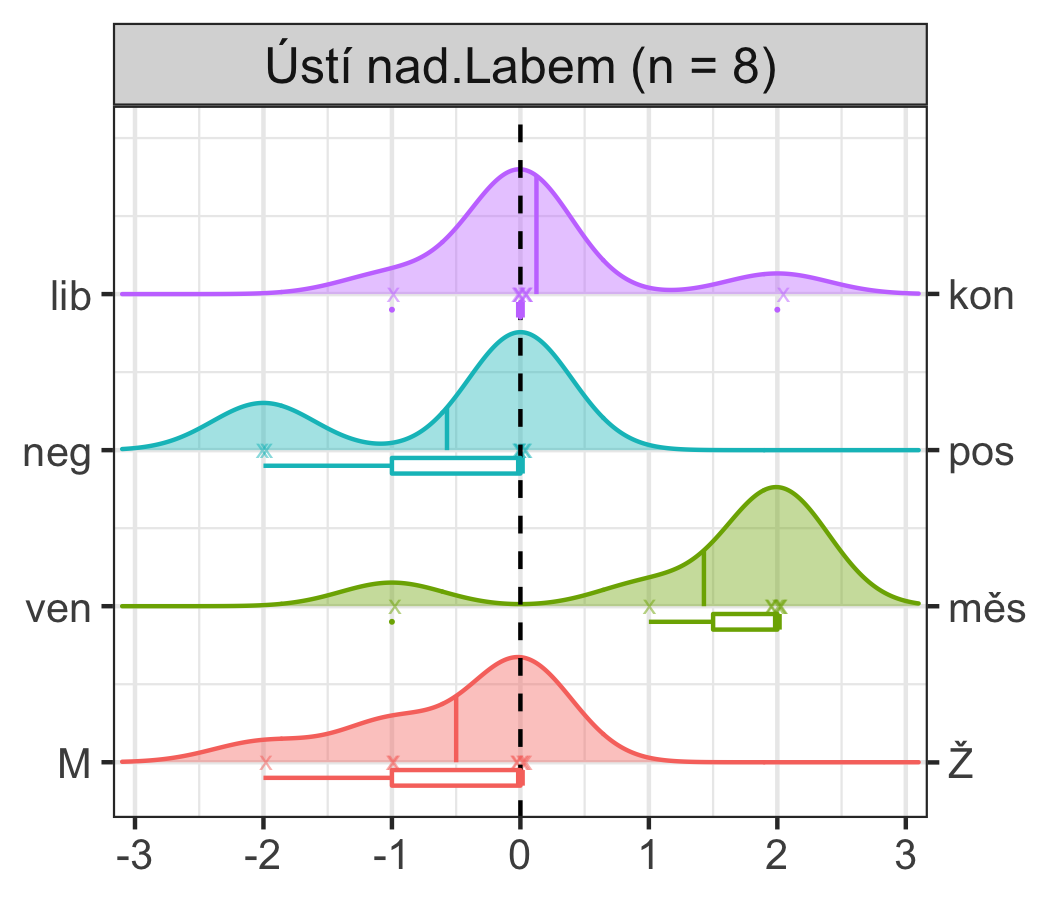 Ústí nad.Labem (n = 8)
lib kon
neg pos
ven měs
M Ž
-3 -2 -1 0 1 2 3